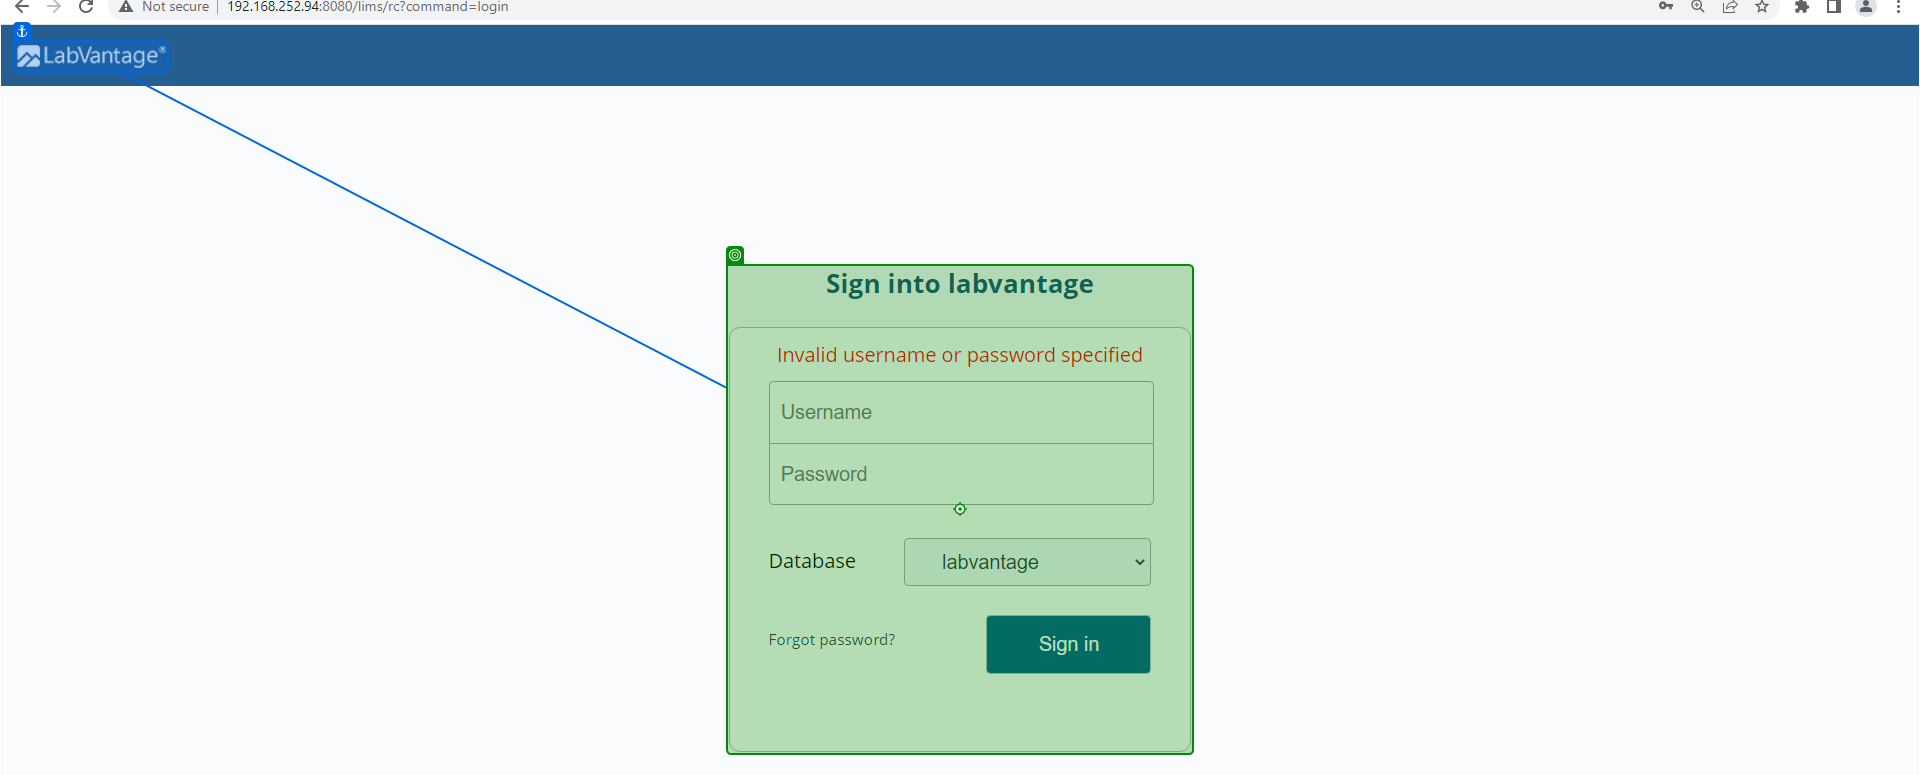 Not secure | 192.168.252.94:8080/lims/rc?command=login
LabVantage®
Sign into labvantage
Invalid username or password specified
Username
Password
Database labvantage
Forgot password? Sign in